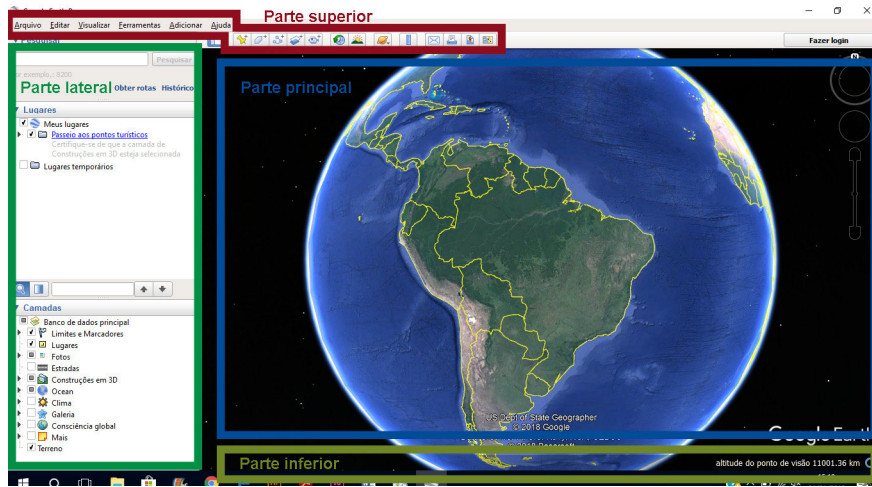 Parte superior
Arquivo Editar Visualizar Ferramentas Adicionar Ajuda
Fazer login
Pesquisar
Pesquisar
Parte lateral
Obter rotas Histórico
Parte principal
Lugares
Meus lugares
Passeio aos pontos turísticos
Certifique-se de que a camada de
Construções em 3D esteja selecionada
Lugares temporários
Camadas
Banco de dados principal
Limites e Marcadores
Lugares
Fotos
Estradas
Construções em 3D
Ocean
Clima
Galeria
Consciência global
Mais
Terreno
US Dept of State Geographer
© 2018 Google
Google Earth
Parte inferior
altitude do ponto de visão 11001.36 km